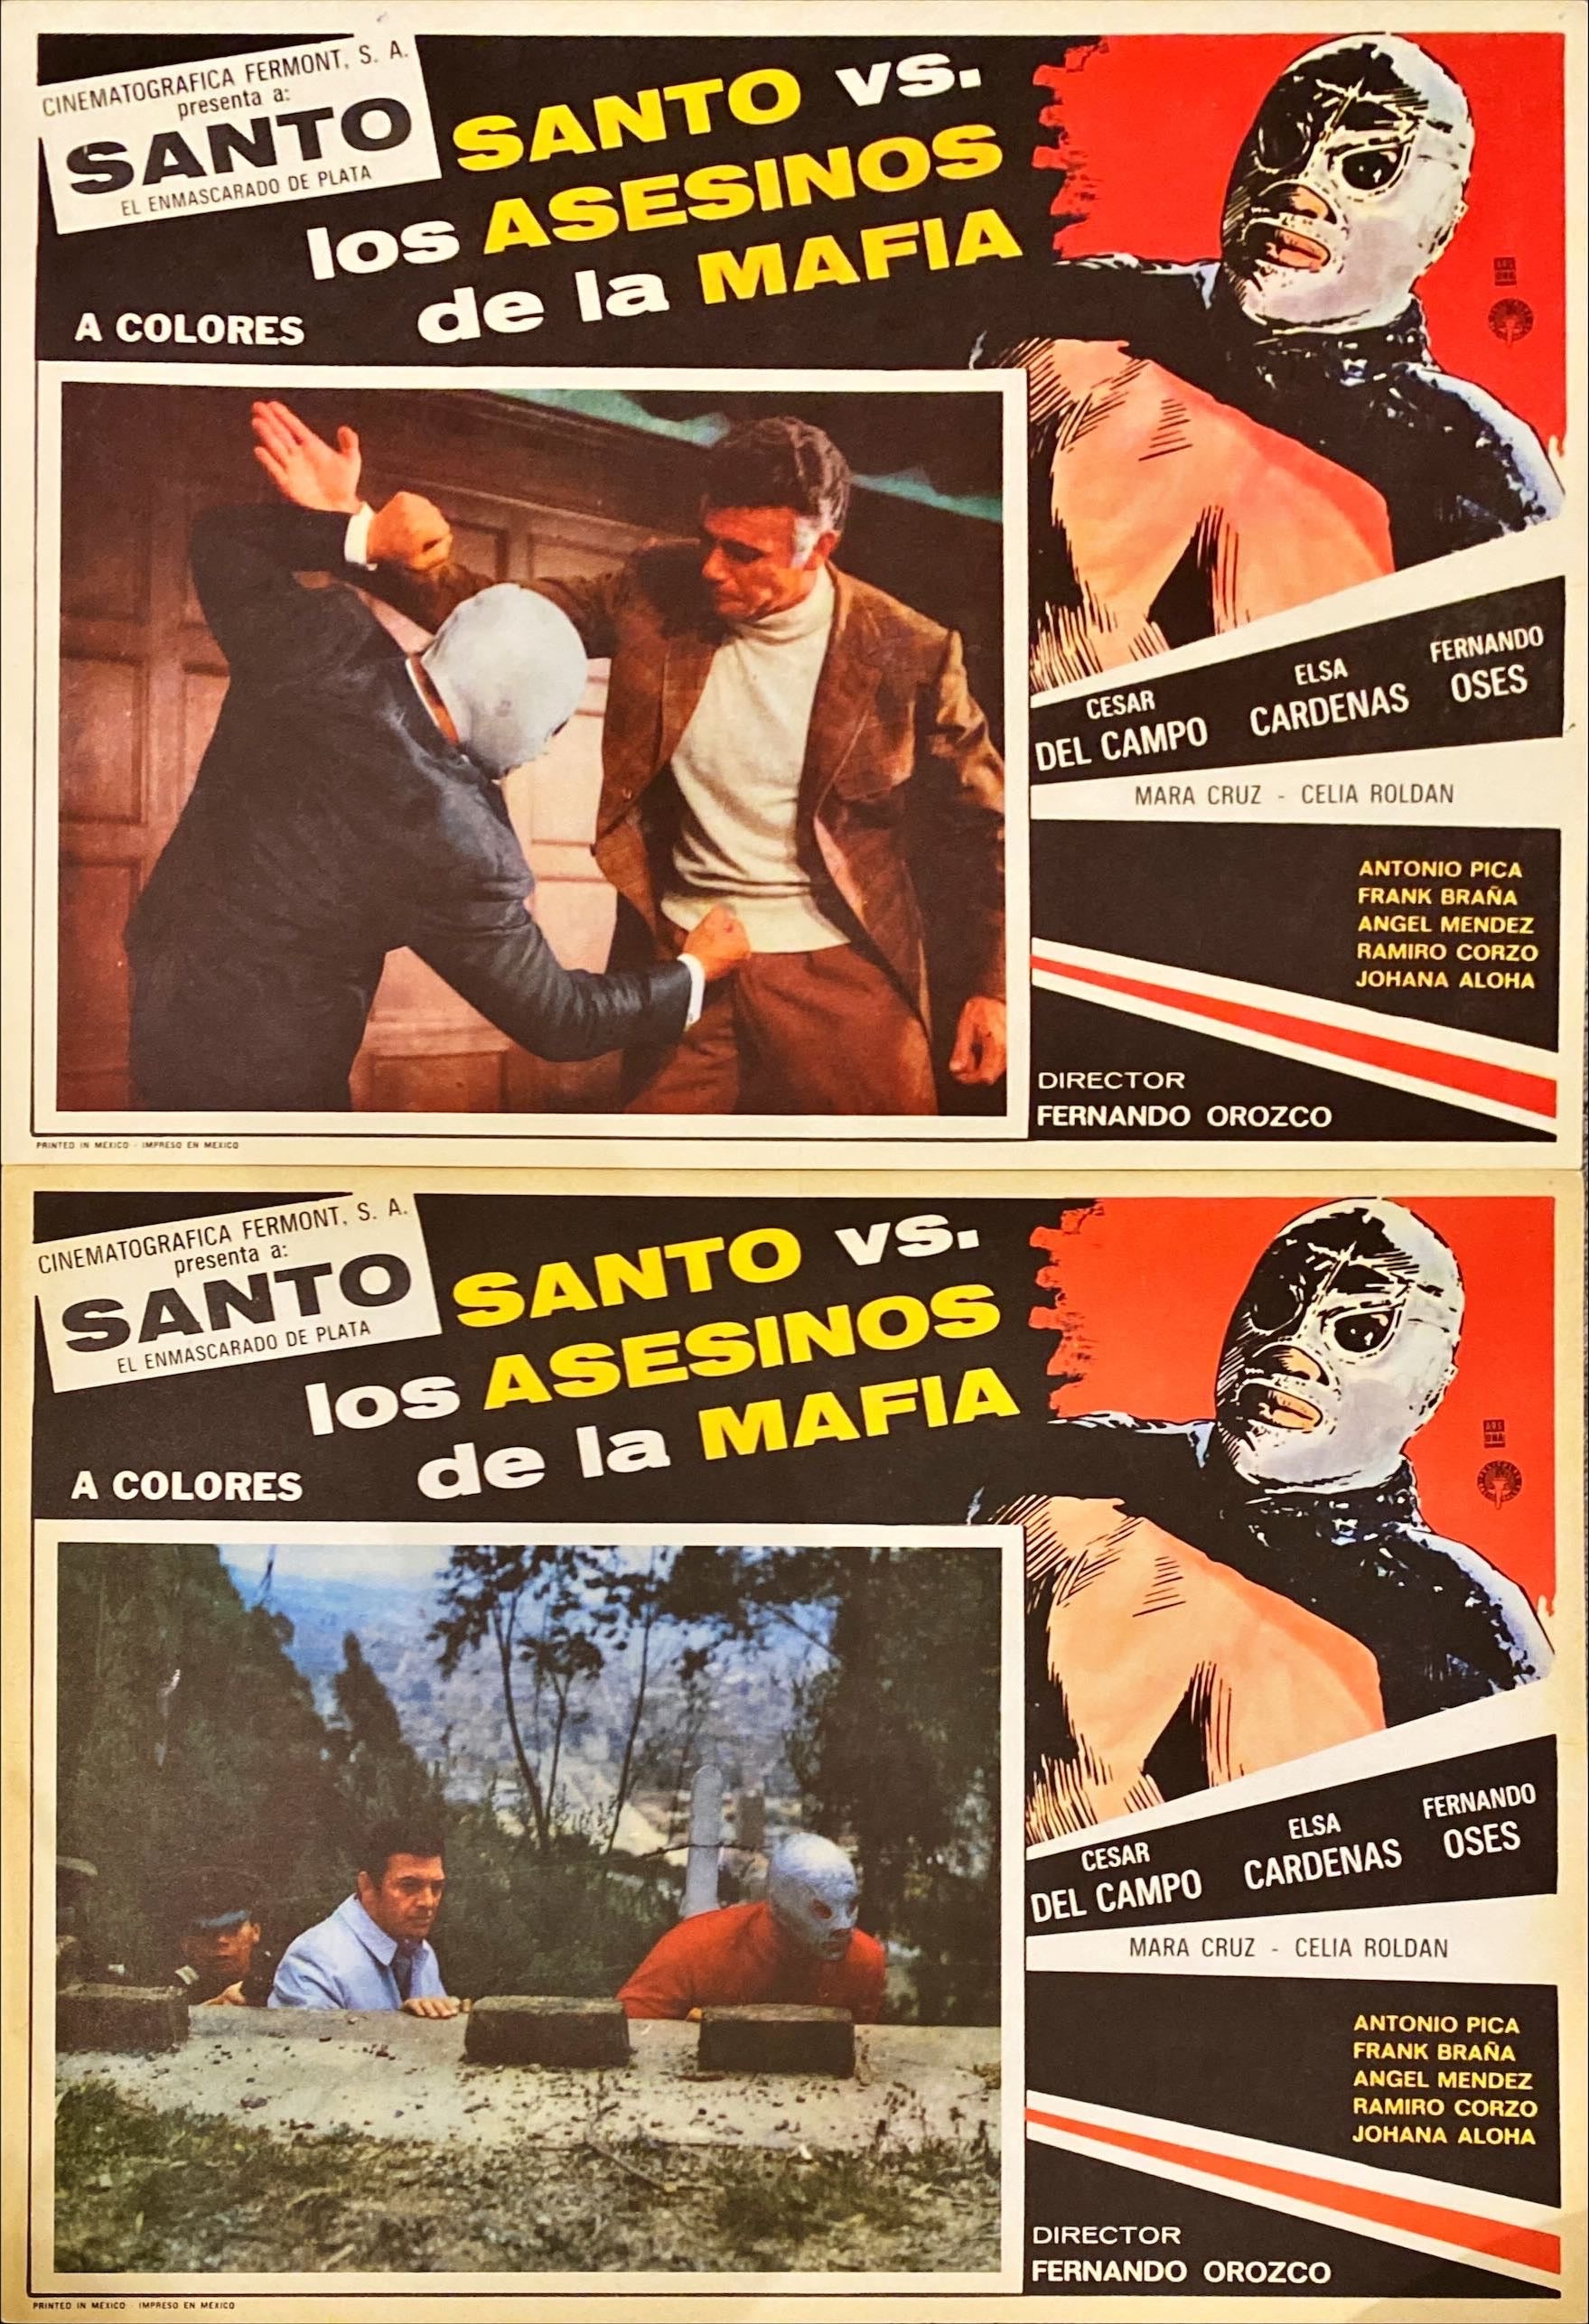 CINEMATOGRAFICA FERMONT, S. A.
presenta a:
SANTO
EL ENMASCARADO DE PLATA
SANTO vs.
los ASESINOS
de la MAFIA
A COLORES
CESAR
DEL CAMPO
ELSA
CARDENAS
FERNANDO
OSES
MARA CRUZ - CELIA ROLDAN
ANTONIO PICA
FRANK BRAÑA
ANGEL MENDEZ
RAMIRO CORZO
JOHANA ALOHA
DIRECTOR
FERNANDO OROZCO
PRINTED IN MEXICO - IMPRESO EN MEXICO
CINEMATOGRAFICA FERMONT, S. A.
presenta a:
SANTO
EL ENMASCARADO DE PLATA
SANTO vs.
los ASESINOS
de la MAFIA
A COLORES
CESAR
DEL CAMPO
ELSA
CARDENAS
FERNANDO
OSES
MARA CRUZ - CELIA ROLDAN
ANTONIO PICA
FRANK BRAÑA
ANGEL MENDEZ
RAMIRO CORZO
JOHANA ALOHA
DIRECTOR
FERNANDO OROZCO
PRINTED IN MEXICO - IMPRESO EN MEXICO